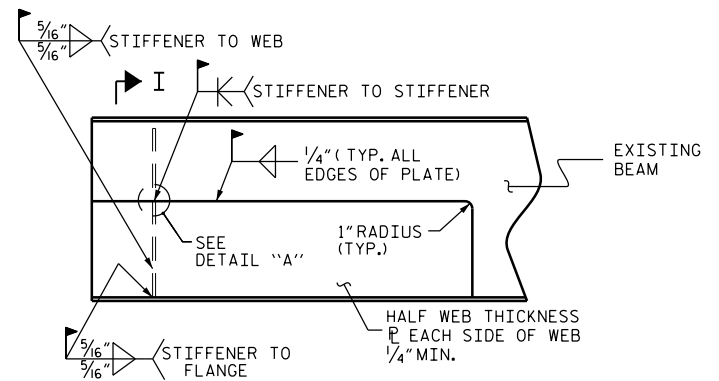 5/16"
5/16"
STIFFENER TO WEB
I
STIFFENER TO STIFFENER
1/4" (TYP. ALL
EDGES OF PLATE)
EXISTING
BEAM
SEE
DETAIL "A"
1" RADIUS
(TYP.)
HALF WEB THICKNESS
PL EACH SIDE OF WEB
1/4" MIN.
5/16"
5/16"
STIFFENER TO
FLANGE